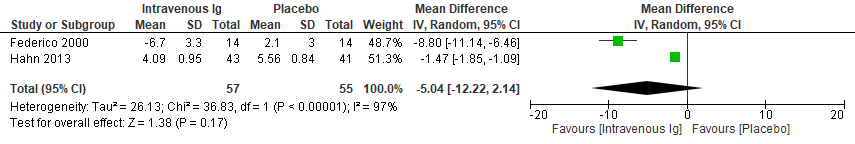 Intravenous Ig Placebo Mean Difference Mean Difference
Study or Subgroup Mean SD Total Mean SD Total Weight IV, Random, 95% CI IV, Random, 95% CI
Federico 2000 -6.7 3.3 14 2.1 3 14 48.7% -8.80 [-11.14, -6.46]
Hahn 2013 4.09 0.95 43 5.56 0.84 41 51.3% -1.47 [-1.85, -1.09]
Total (95% CI) 57 55 100.0% -5.04 [-12.22, 2.14]
Heterogeneity: Tau² = 26.13; Chi² = 36.83, df = 1 (P < 0.00001); I² = 97%
Test for overall effect: Z = 1.38 (P = 0.17)
-20 -10 0 10 20
Favours [Intravenous Ig] Favours [Placebo]